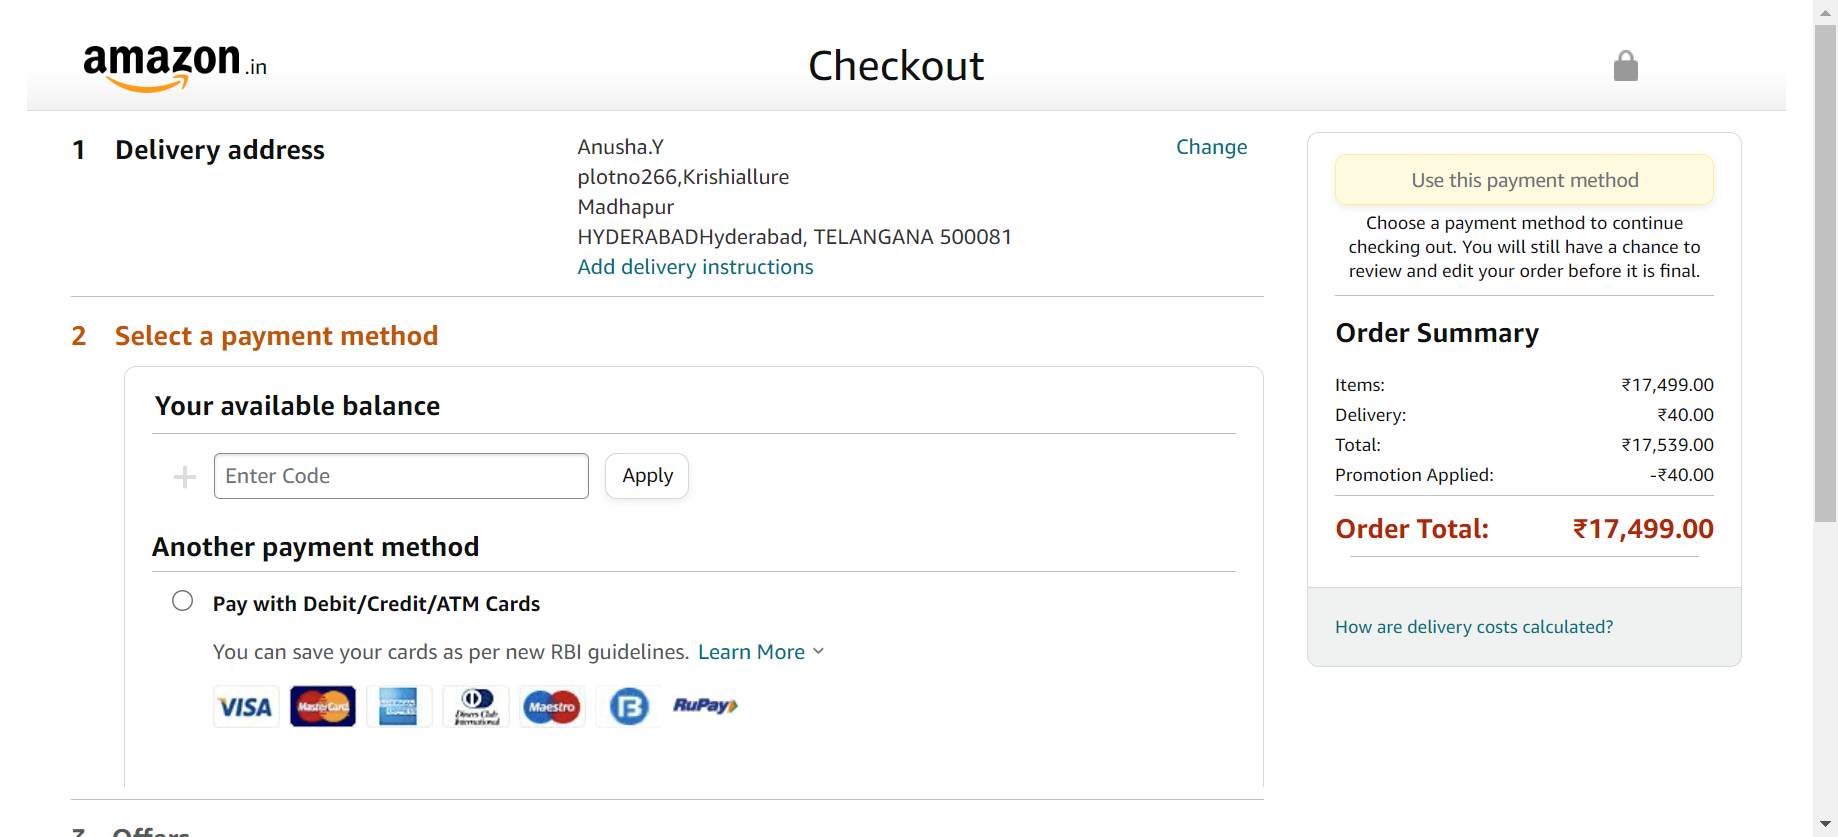 amazon.in
Checkout
1 Delivery address
Anusha.Y
plotno266,Krishiallure
Madhapur
HYDERABADHyderabad, TELANGANA 500081
Add delivery instructions
Change
2 Select a payment method
Your available balance
Enter Code
Apply
Another payment method
Pay with Debit/Credit/ATM Cards
You can save your cards as per new RBI guidelines. Learn More
VISA MasterCard Diners Club International Maestro RuPay
3 Offers
Use this payment method
Choose a payment method to continue
checking out. You will still have a chance to
review and edit your order before it is final.
Order Summary
Items: ₹17,499.00
Delivery: ₹40.00
Total: ₹17,539.00
Promotion Applied: -₹40.00
Order Total: ₹17,499.00
How are delivery costs calculated?